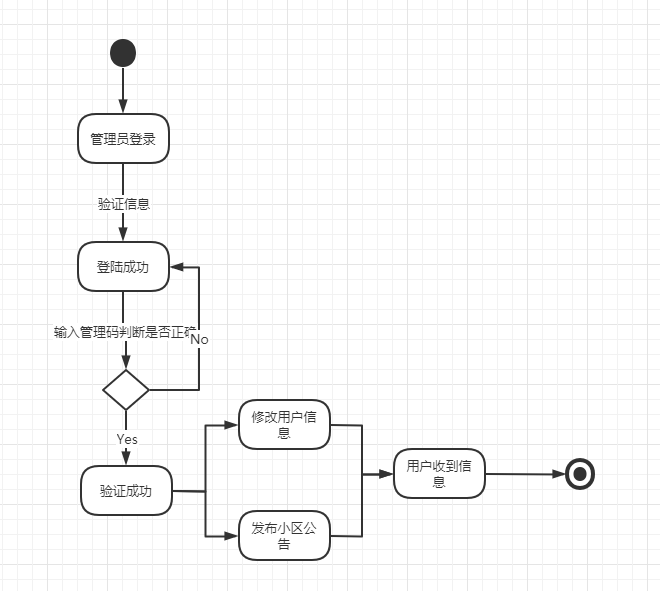 管理员登录
验证信息
登陆成功
输入管理码判断是否正确
No
Yes
验证成功
修改用户信
息
发布小区公
告
用户收到信
息